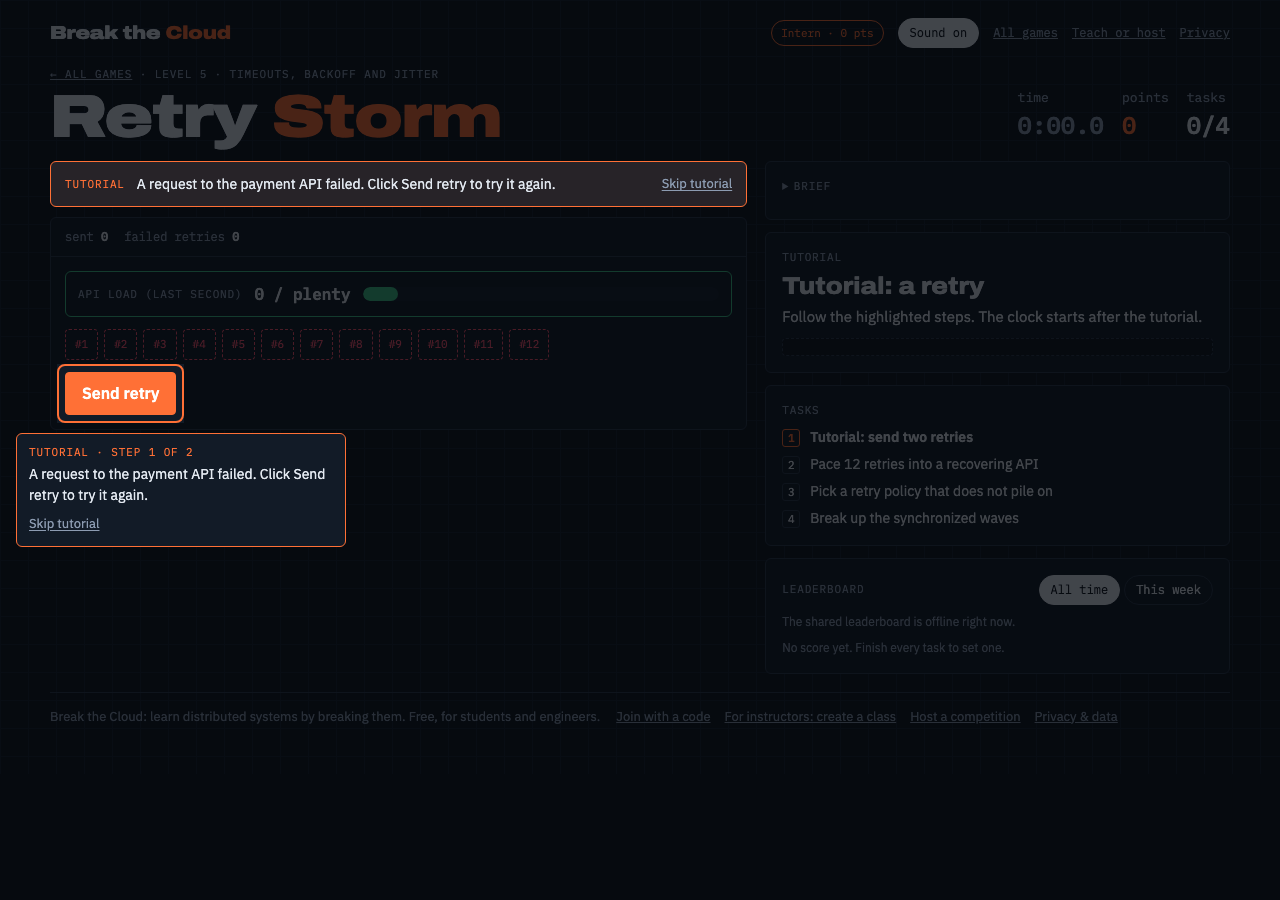 Break the Cloud
Intern · 0 pts
Sound on
All games
Teach or host
Privacy
← ALL GAMES · LEVEL 5 · TIMEOUTS, BACKOFF AND JITTER
Retry Storm
time
points
tasks
0:00.0
0
0/4
TUTORIAL A request to the payment API failed. Click Send retry to try it again. Skip tutorial
sent 0 failed retries 0
API LOAD (LAST SECOND) 0 / plenty
#1 #2 #3 #4 #5 #6 #7 #8 #9 #10 #11 #12
Send retry
TUTORIAL · STEP 1 OF 2
A request to the payment API failed. Click Send
retry to try it again.
Skip tutorial
▶ BRIEF
TUTORIAL
Tutorial: a retry
Follow the highlighted steps. The clock starts after the tutorial.
TASKS
1 Tutorial: send two retries
2 Pace 12 retries into a recovering API
3 Pick a retry policy that does not pile on
4 Break up the synchronized waves
LEADERBOARD
All time
This week
The shared leaderboard is offline right now.
No score yet. Finish every task to set one.
Break the Cloud: learn distributed systems by breaking them. Free, for students and engineers. Join with a code For instructors: create a class Host a competition Privacy & data